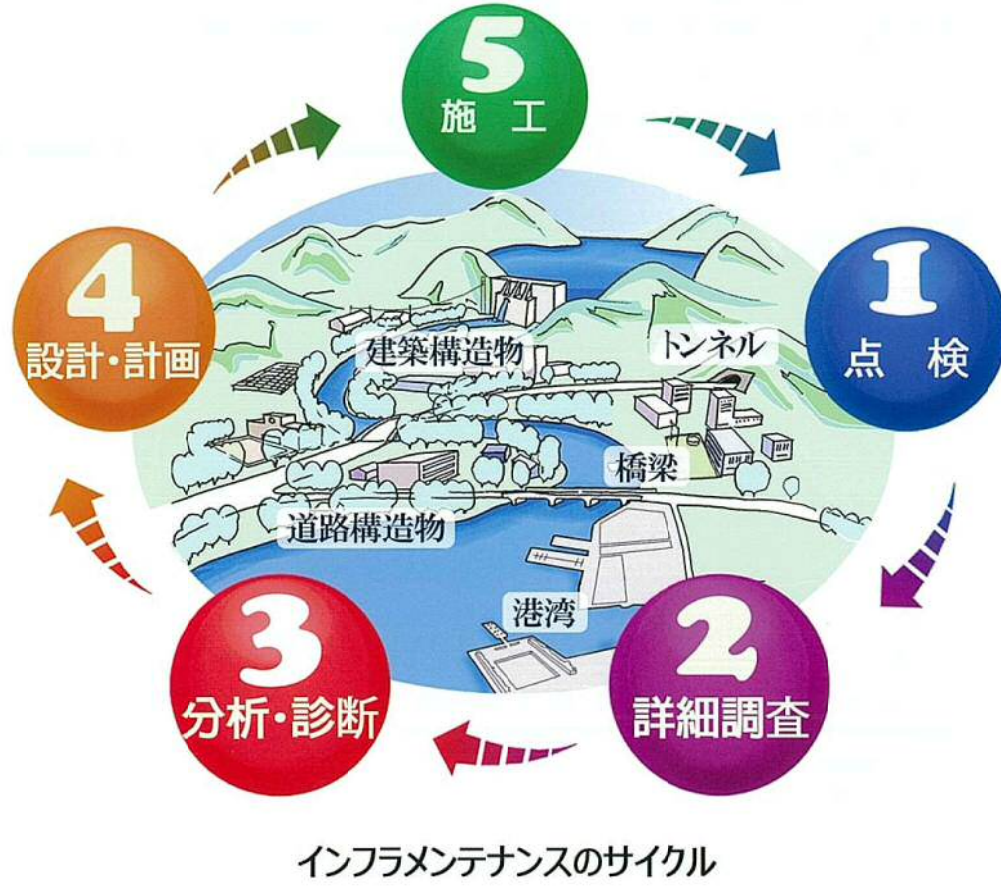 5
施 工
4
設計・計画
1
点 検
建築構造物
トンネル
橋梁
道路構造物
港湾
3
分析・診断
2
詳細調査
インフラメンテナンスのサイクル